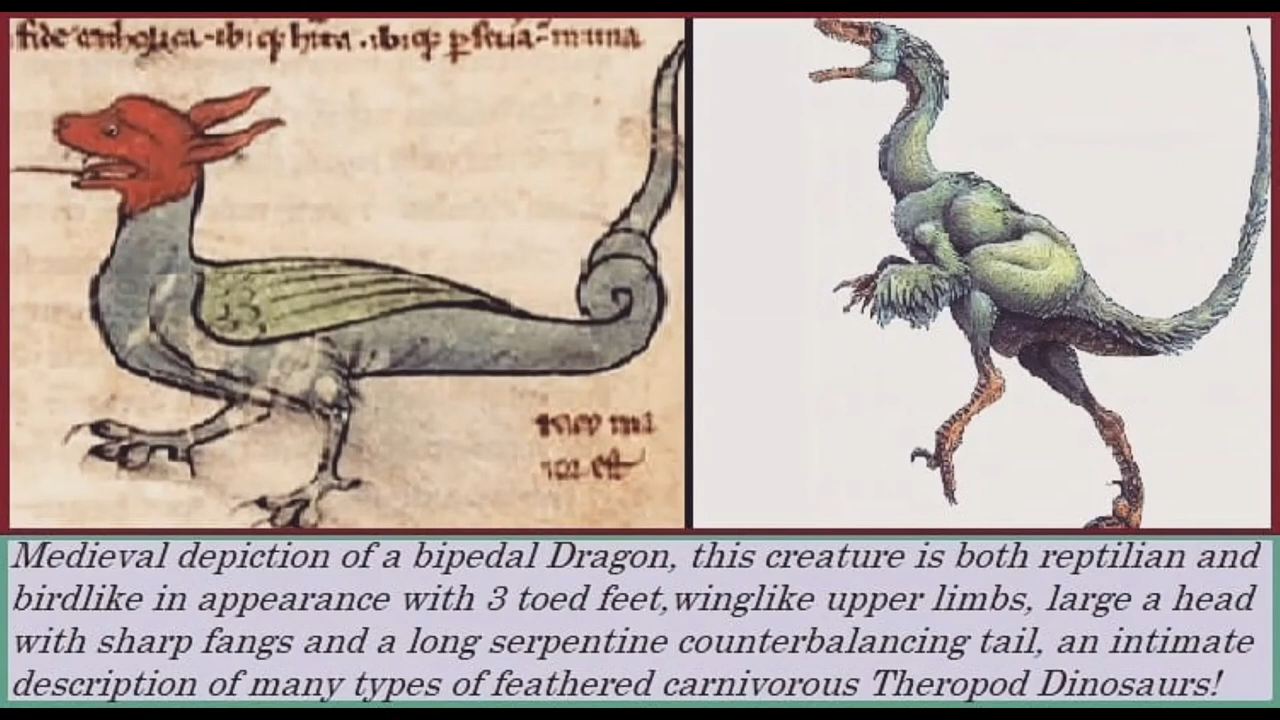 fide catholica
Medieval depiction of a bipedal Dragon, this creature is both reptilian and
birdlike in appearance with 3 toed feet,winglike upper limbs, large a head
with sharp fangs and a long serpentine counterbalancing tail, an intimate
description of many types of feathered carnivorous Theropod Dinosaurs!